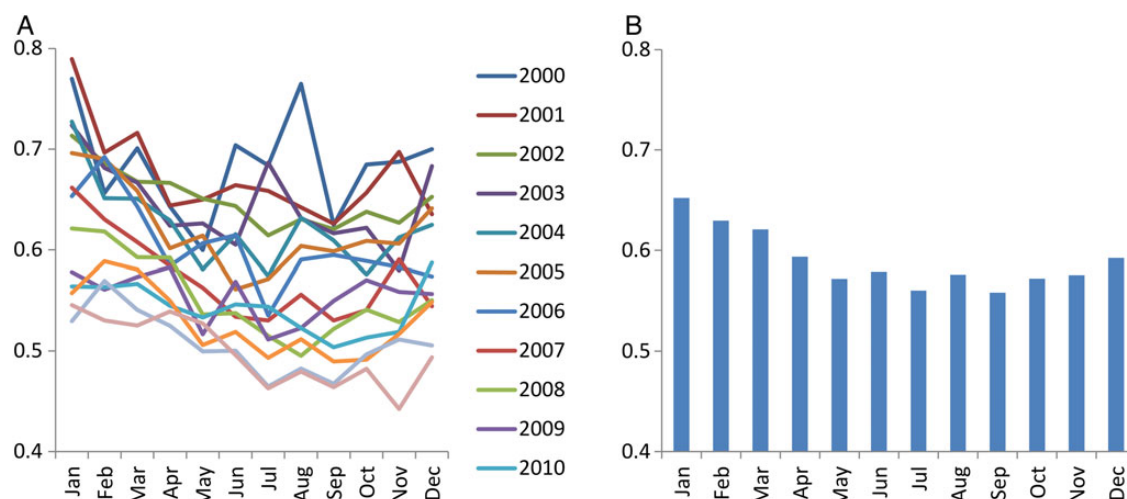 A
0.8
0.7
0.6
0.5
0.4
Jan
Feb
Mar
Apr
May
Jun
Jul
Aug
Sep
Oct
Nov
Dec
2000
2001
2002
2003
2004
2005
2006
2007
2008
2009
2010
B
0.8
0.7
0.6
0.5
0.4
Jan
Feb
Mar
Apr
May
Jun
Jul
Aug
Sep
Oct
Nov
Dec